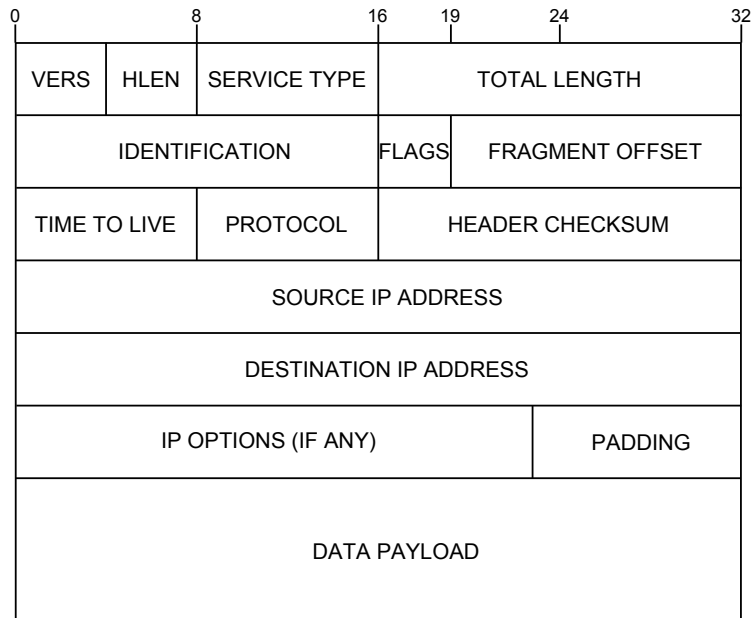 0 8 16 19 24 32
VERS HLEN SERVICE TYPE TOTAL LENGTH
IDENTIFICATION FLAGS FRAGMENT OFFSET
TIME TO LIVE PROTOCOL HEADER CHECKSUM
SOURCE IP ADDRESS
DESTINATION IP ADDRESS
IP OPTIONS (IF ANY) PADDING
DATA PAYLOAD